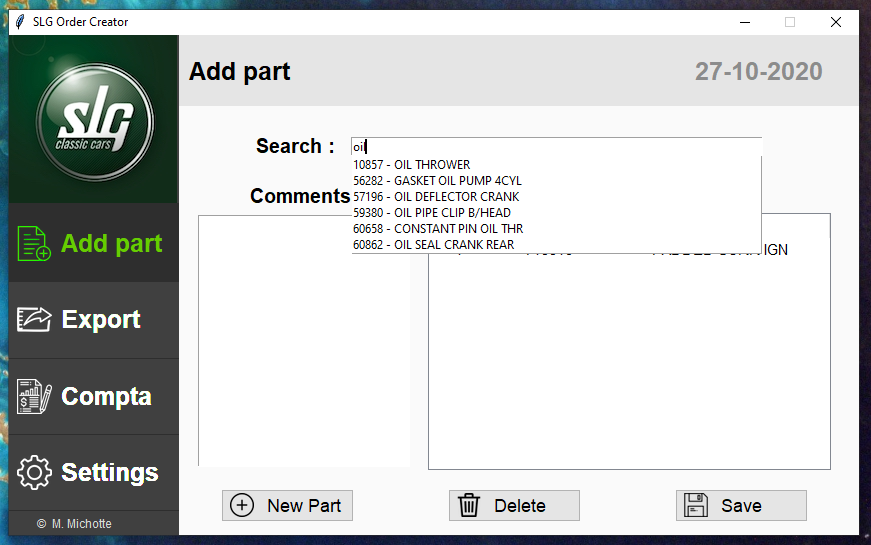 SLG Order Creator
slg
classic cars
Add part
27-10-2020
Search :
oil
10857 - OIL THROWER
56282 - GASKET OIL PUMP 4CYL
57196 - OIL DEFLECTOR CRANK
59380 - OIL PIPE CLIP B/HEAD
60658 - CONSTANT PIN OIL THR
60862 - OIL SEAL CRANK REAR
Comments
IGN
Add part
Export
Compta
Settings
New Part
Delete
Save
© M. Michotte